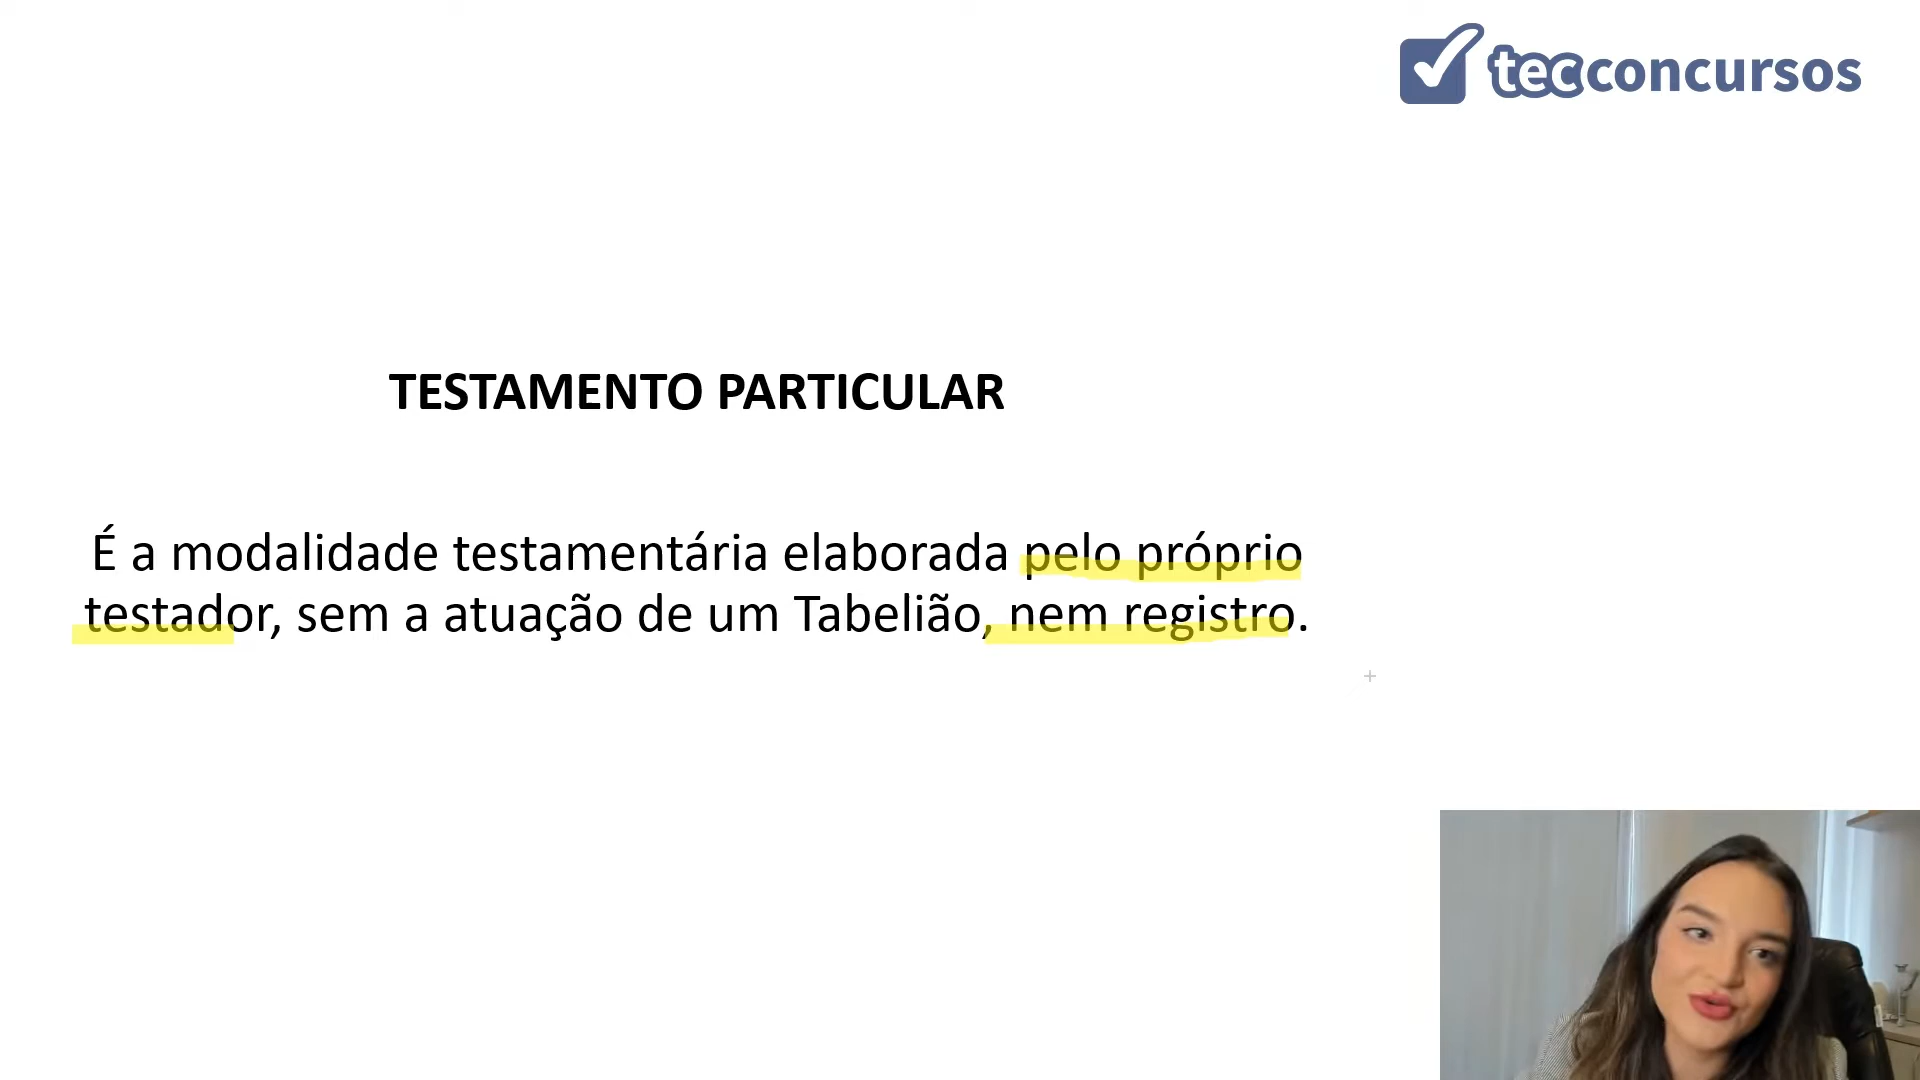 tecconcursos
TESTAMENTO PARTICULAR
É a modalidade testamentária elaborada pelo próprio
testador, sem a atuação de um Tabelião, nem registro.